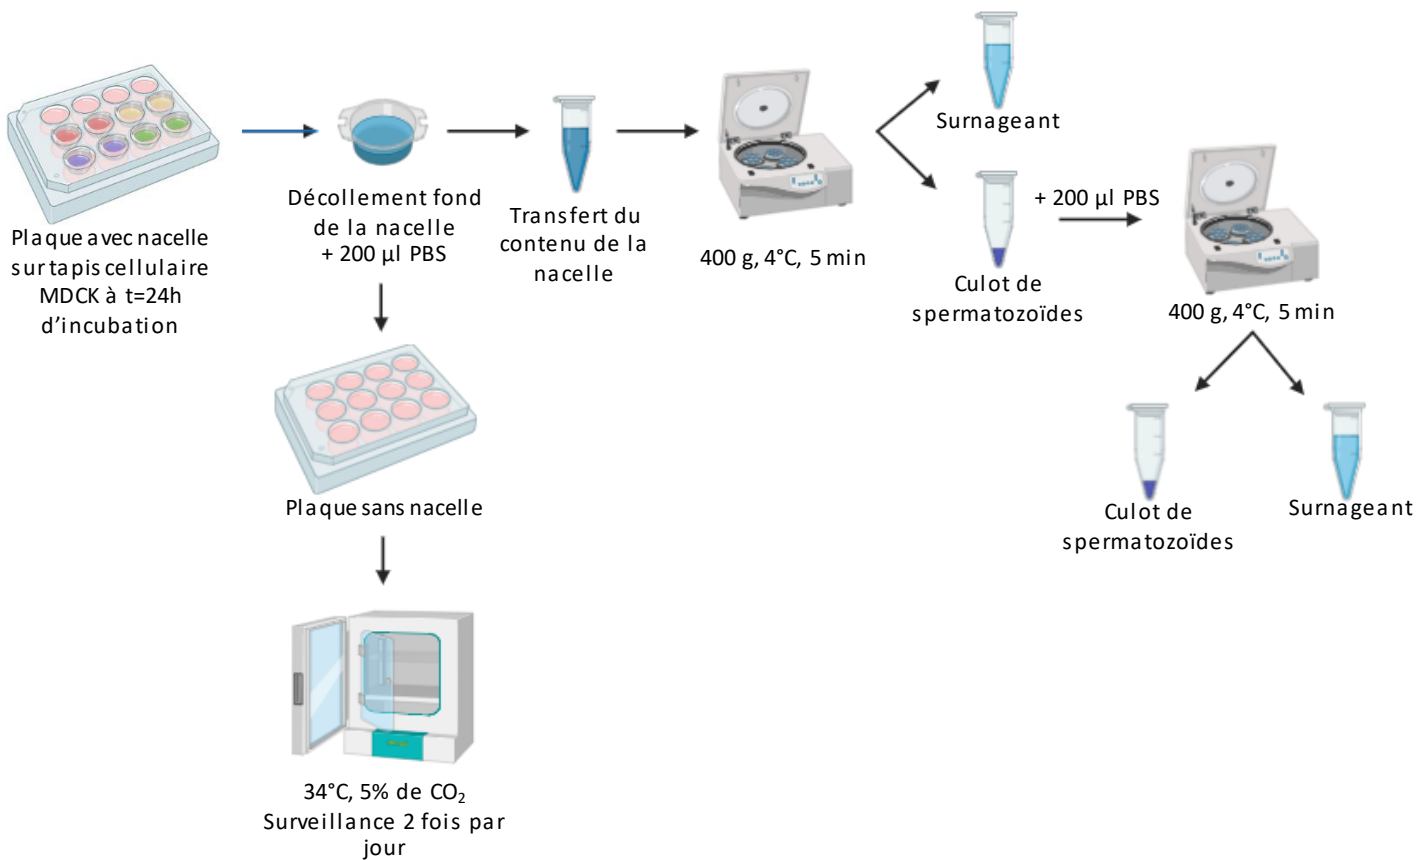 Plaque avec nacelle
sur tapis cellulaire
MDCK à t=24h
d’incubation
Décollement fond
de la nacelle
+ 200 µl PBS
Transfert du
contenu de la
nacelle
400 g, 4°C, 5 min
Surnageant
Culot de
spermatozoïdes
+ 200 µl PBS
400 g, 4°C, 5 min
Culot de
spermatozoïdes
Surnageant
Plaque sans nacelle
34°C, 5% de CO₂
Surveillance 2 fois par
jour